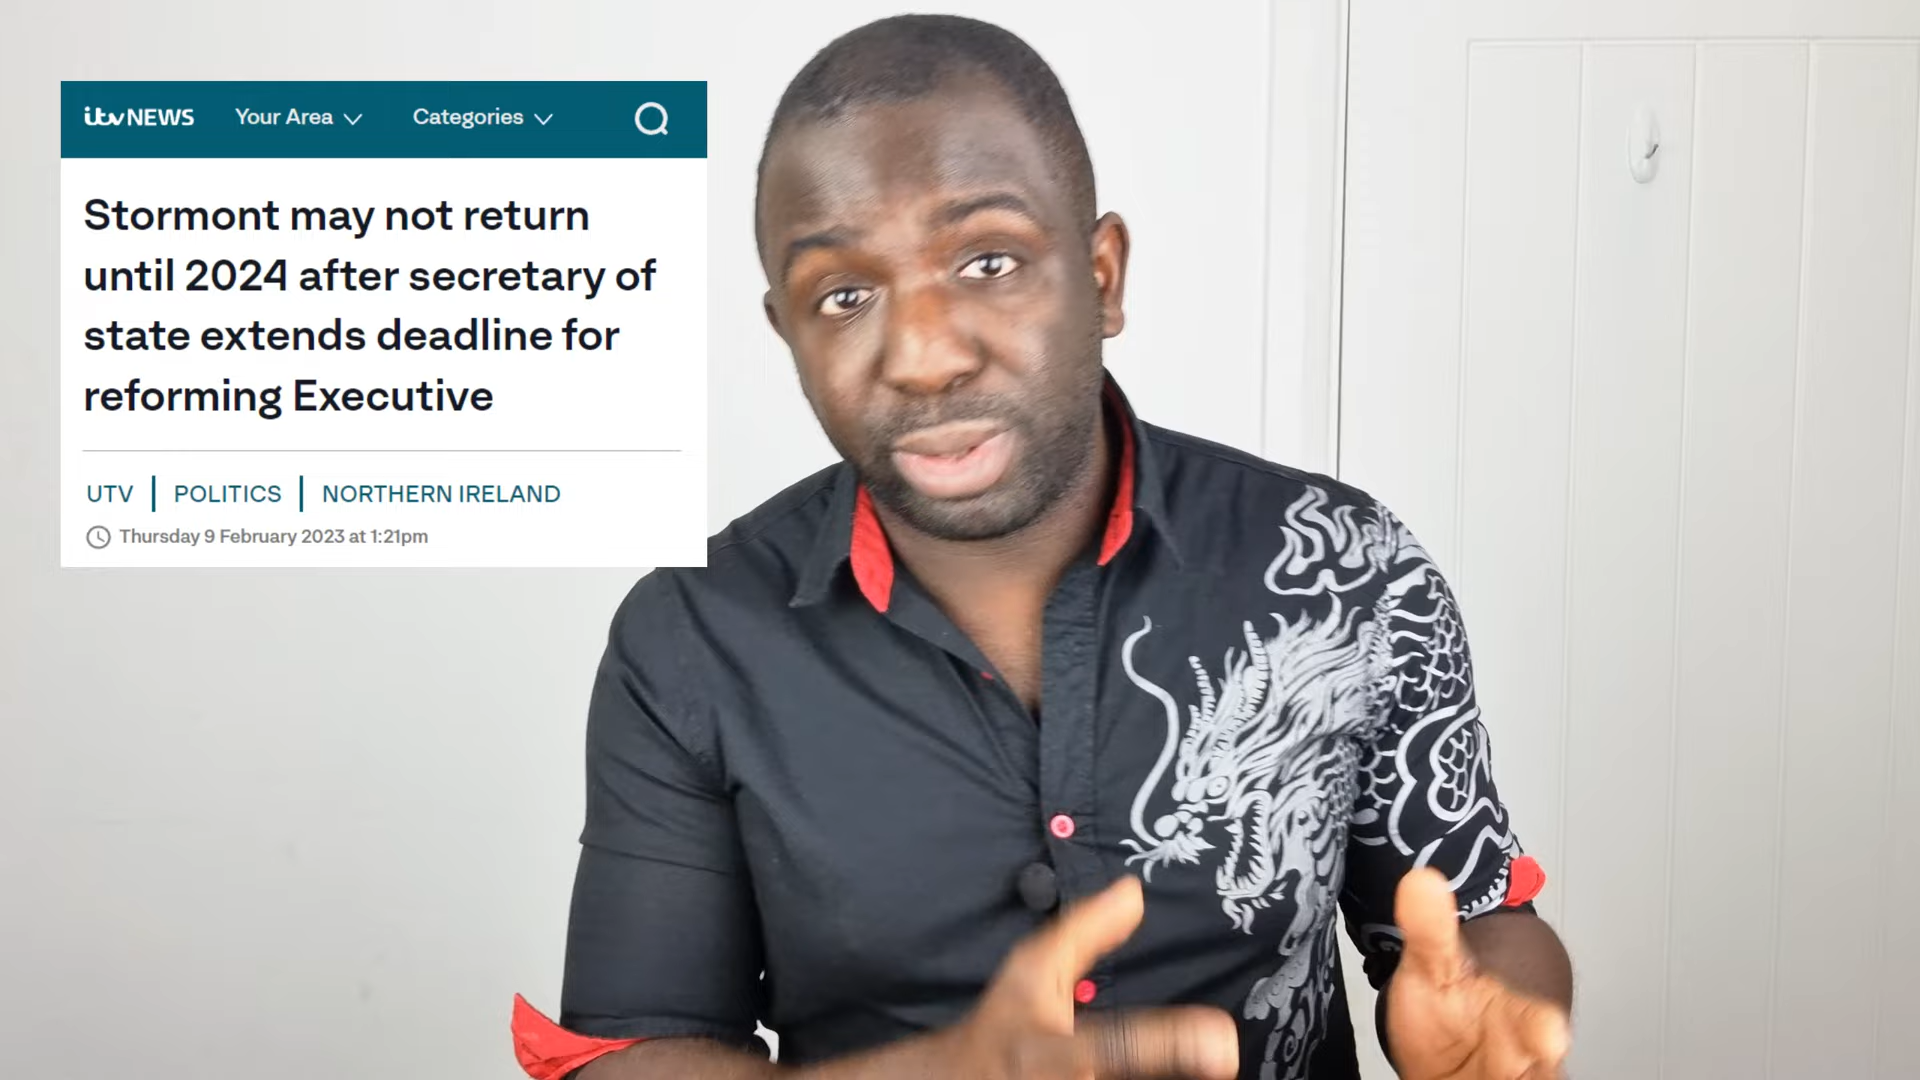 itv NEWS Your Area Categories
Stormont may not return
until 2024 after secretary of
state extends deadline for
reforming Executive
UTV | POLITICS | NORTHERN IRELAND
Thursday 9 February 2023 at 1:21pm